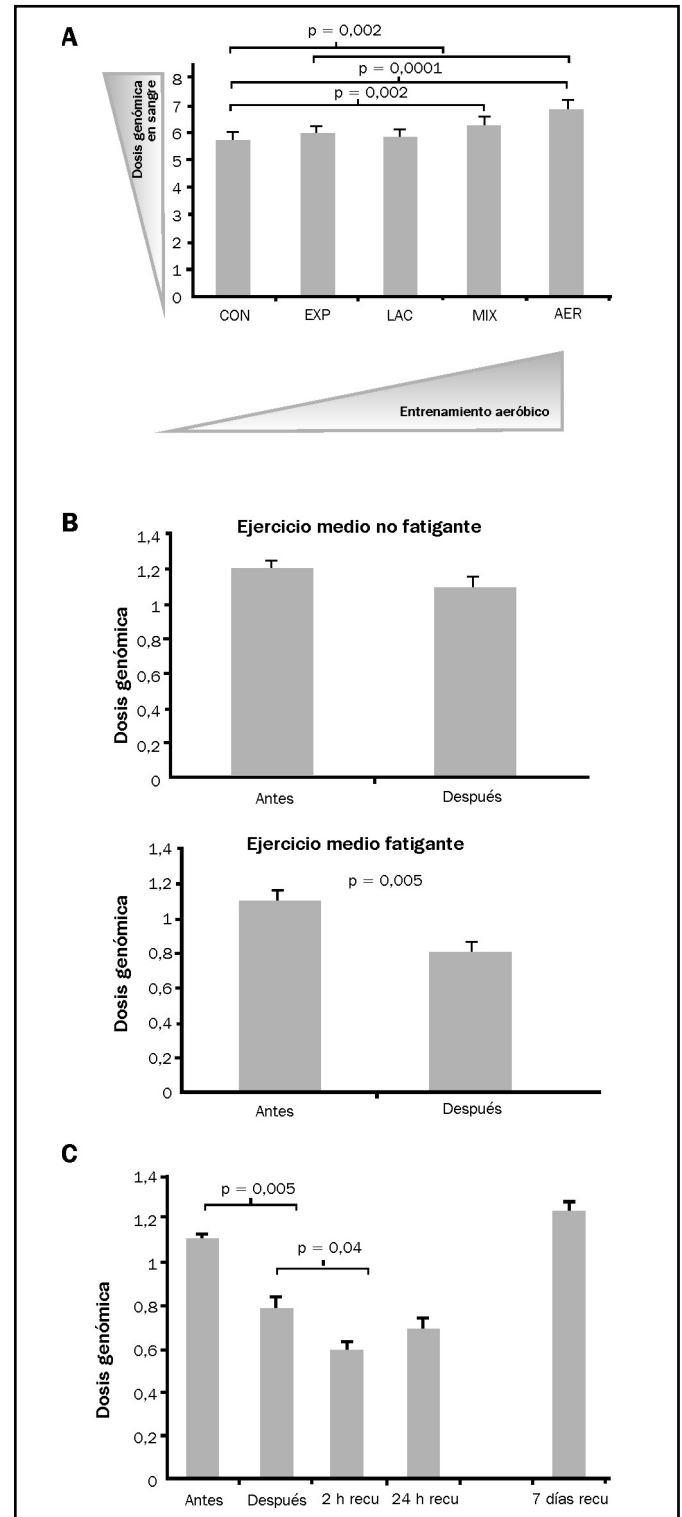 A
p = 0,002
p = 0,0001
p = 0,002
Dosis genómica
en sangre
8
7
6
5
4
3
2
1
0
CON EXP LAC MIX AER
Entrenamiento aeróbico
B
Ejercicio medio no fatigante
Dosis genómica
1,4
1,2
1
0,8
0,6
0,4
0,2
0
Antes Después
Ejercicio medio fatigante
p = 0,005
Dosis genómica
1,4
1,2
1
0,8
0,6
0,4
0,2
0
Antes Después
C
p = 0,005
p = 0,04
Dosis genómica
1,4
1,2
1
0,8
0,6
0,4
0,2
0
Antes Después 2 h recu 24 h recu 7 días recu